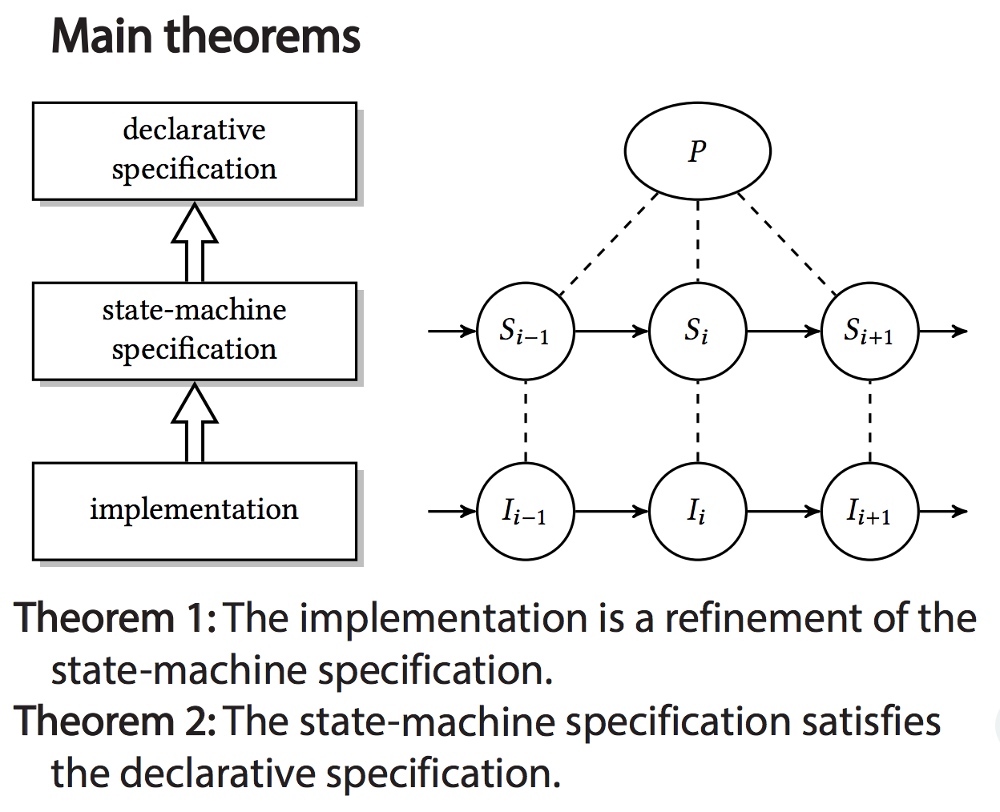 Main theorems
declarative
specification
P
state-machine
specification
S_{i−1}
S_i
S_{i+1}
implementation
I_{i−1}
I_i
I_{i+1}
Theorem 1: The implementation is a refinement of the
state-machine specification.
Theorem 2: The state-machine specification satisfies
the declarative specification.